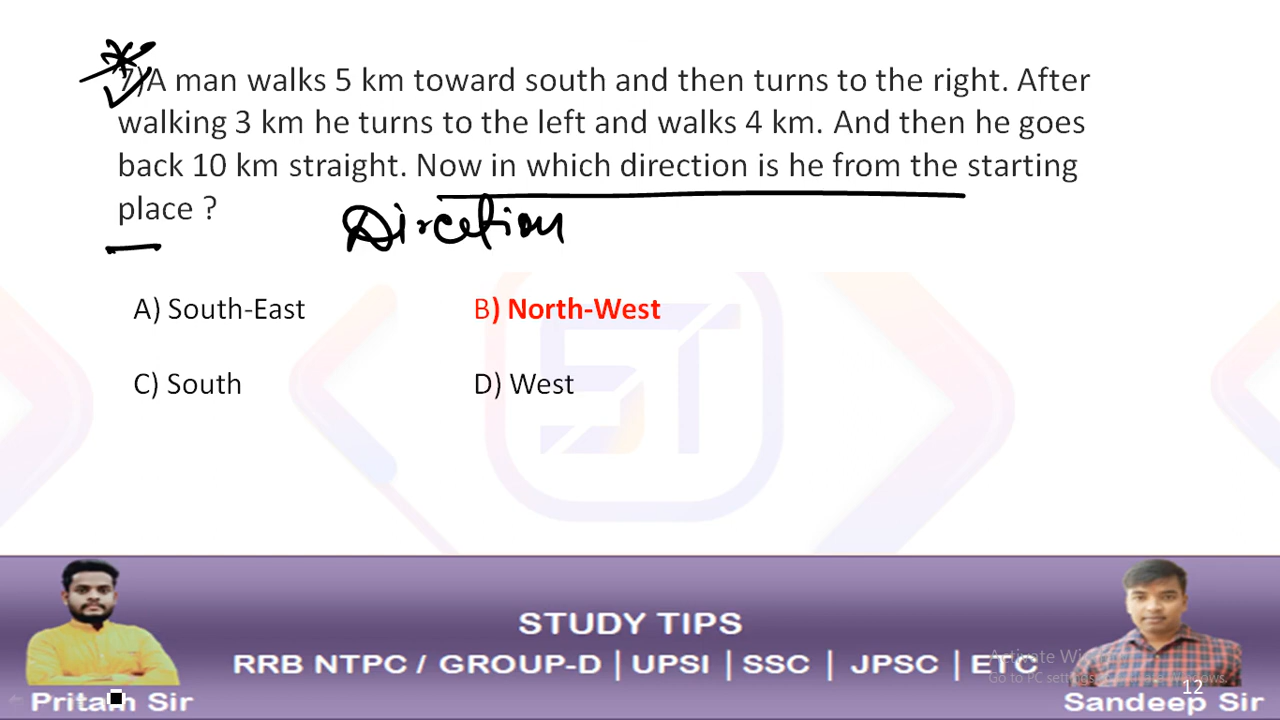 7)A man walks 5 km toward south and then turns to the right. After
walking 3 km he turns to the left and walks 4 km. And then he goes
back 10 km straight. Now in which direction is he from the starting
place ?
Direction
A) South-East
B) North-West
C) South
D) West
STUDY TIPS
RRB NTPC / GROUP-D | UPSI | SSC | JPSC | ETC
Pritam Sir
Sandeep Sir
12